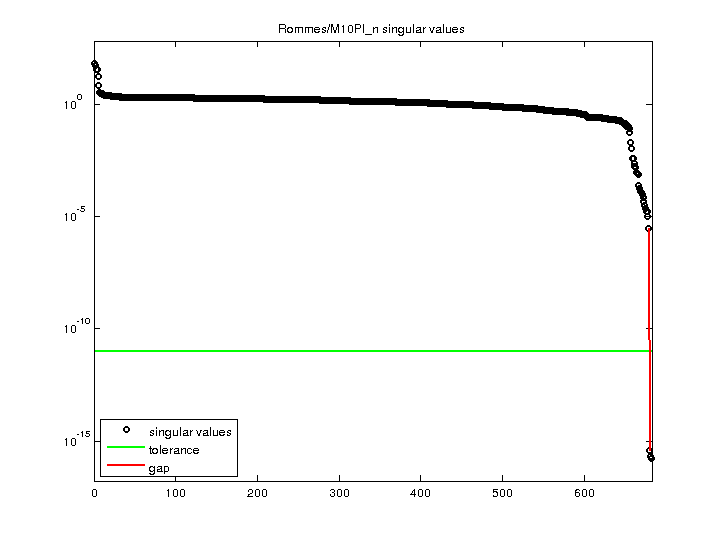 Rommes/M10PI_n singular values
10^0
10^-5
10^-10
10^-15
singular values
tolerance
gap
0 100 200 300 400 500 600